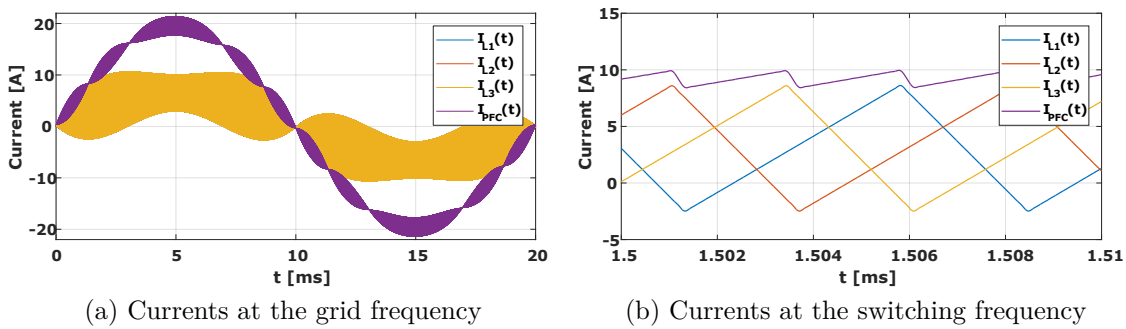 20
10
0
-10
-20
Current [A]
0
5
10
15
20
t [ms]
I_L1(t)
I_L2(t)
I_L3(t)
I_PFC(t)
(a) Currents at the grid frequency
15
10
5
0
-5
Current [A]
1.5
1.502
1.504
1.506
1.508
1.51
t [ms]
I_L1(t)
I_L2(t)
I_L3(t)
I_PFC(t)
(b) Currents at the switching frequency